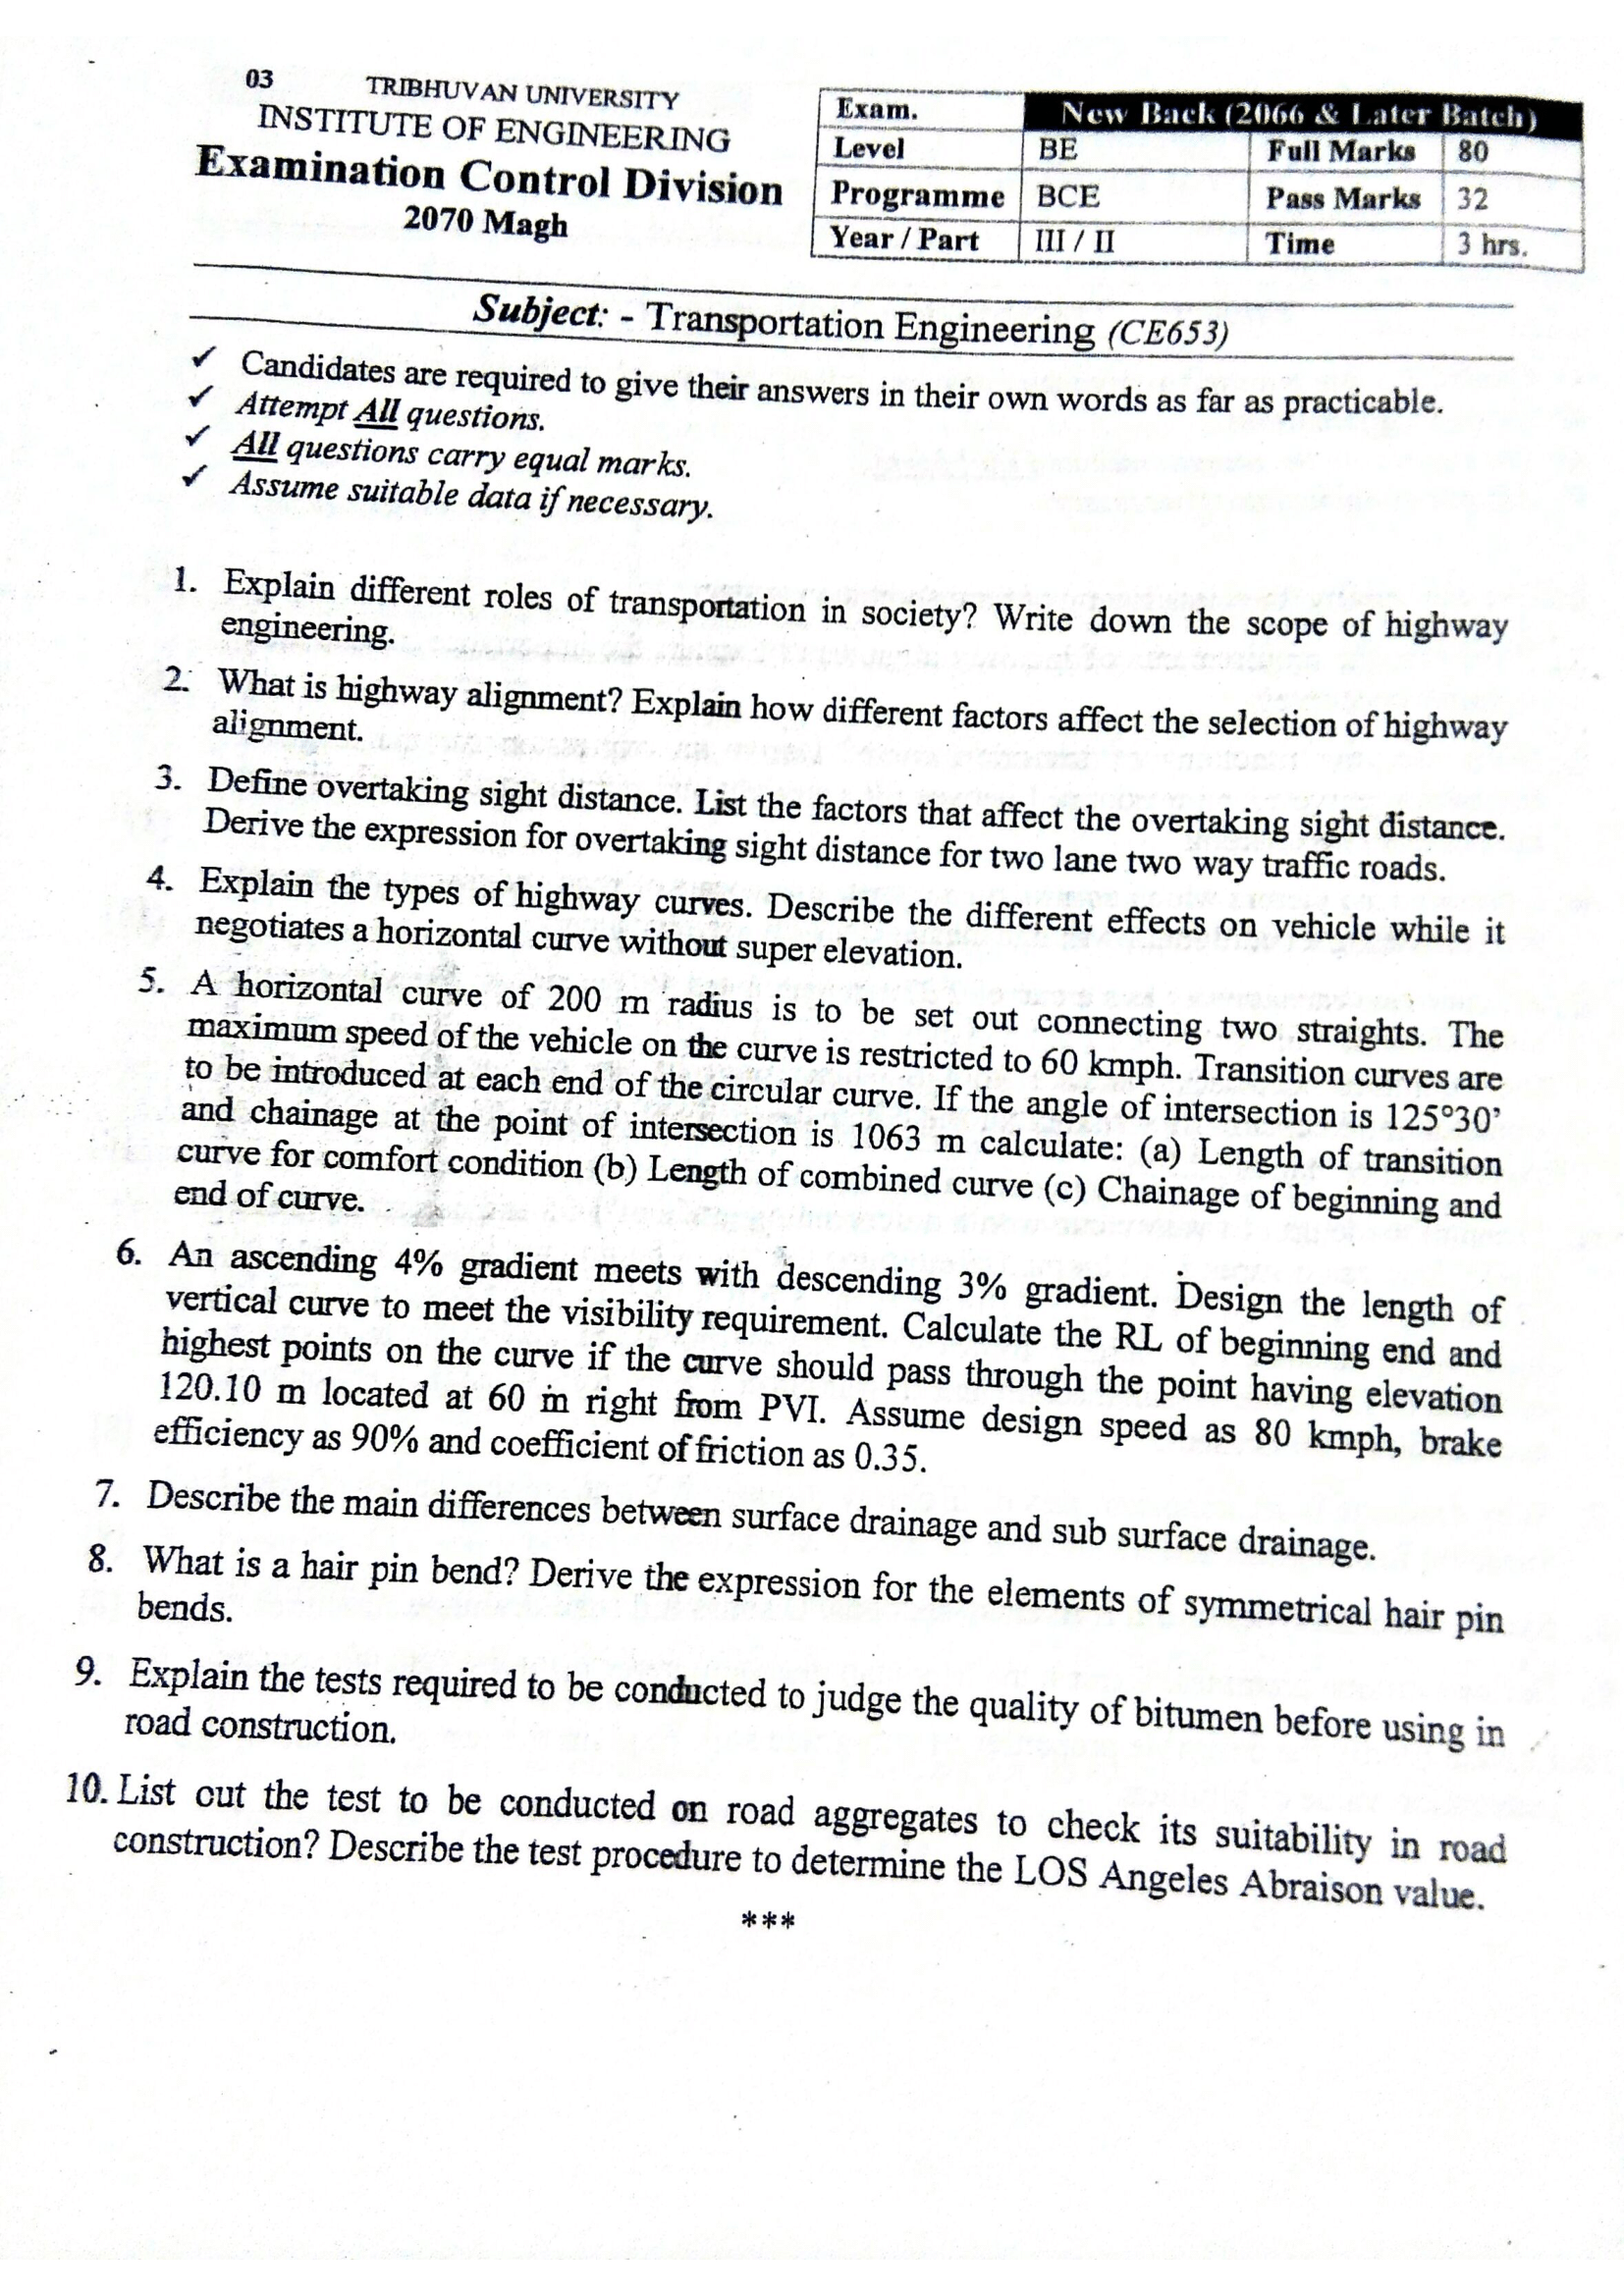 03
TRIBHUVAN UNIVERSITY
INSTITUTE OF ENGINEERING
Examination Control Division
2070 Magh
Exam. New Back (2066 & Later Batch)
Level BE Full Marks 80
Programme BCE Pass Marks 32
Year / Part III / II Time 3 hrs.
Subject: - Transportation Engineering (CE653)
✓ Candidates are required to give their answers in their own words as far as practicable.
✓ Attempt All questions.
✓ All questions carry equal marks.
✓ Assume suitable data if necessary.
1. Explain different roles of transportation in society? Write down the scope of highway
engineering.
2. What is highway alignment? Explain how different factors affect the selection of highway
alignment.
3. Define overtaking sight distance. List the factors that affect the overtaking sight distance.
Derive the expression for overtaking sight distance for two lane two way traffic roads.
4. Explain the types of highway curves. Describe the different effects on vehicle while it
negotiates a horizontal curve without super elevation.
5. A horizontal curve of 200 m radius is to be set out connecting two straights. The
maximum speed of the vehicle on the curve is restricted to 60 kmph. Transition curves are
to be introduced at each end of the circular curve. If the angle of intersection is 125°30’
and chainage at the point of intersection is 1063 m calculate: (a) Length of transition
curve for comfort condition (b) Length of combined curve (c) Chainage of beginning and
end of curve.
6. An ascending 4% gradient meets with descending 3% gradient. Design the length of
vertical curve to meet the visibility requirement. Calculate the RL of beginning end and
highest points on the curve if the curve should pass through the point having elevation
120.10 m located at 60 m right from PVI. Assume design speed as 80 kmph, brake
efficiency as 90% and coefficient of friction as 0.35.
7. Describe the main differences between surface drainage and sub surface drainage.
8. What is a hair pin bend? Derive the expression for the elements of symmetrical hair pin
bends.
9. Explain the tests required to be conducted to judge the quality of bitumen before using in
road construction.
10. List out the test to be conducted on road aggregates to check its suitability in road
construction? Describe the test procedure to determine the LOS Angeles Abraison value.
***